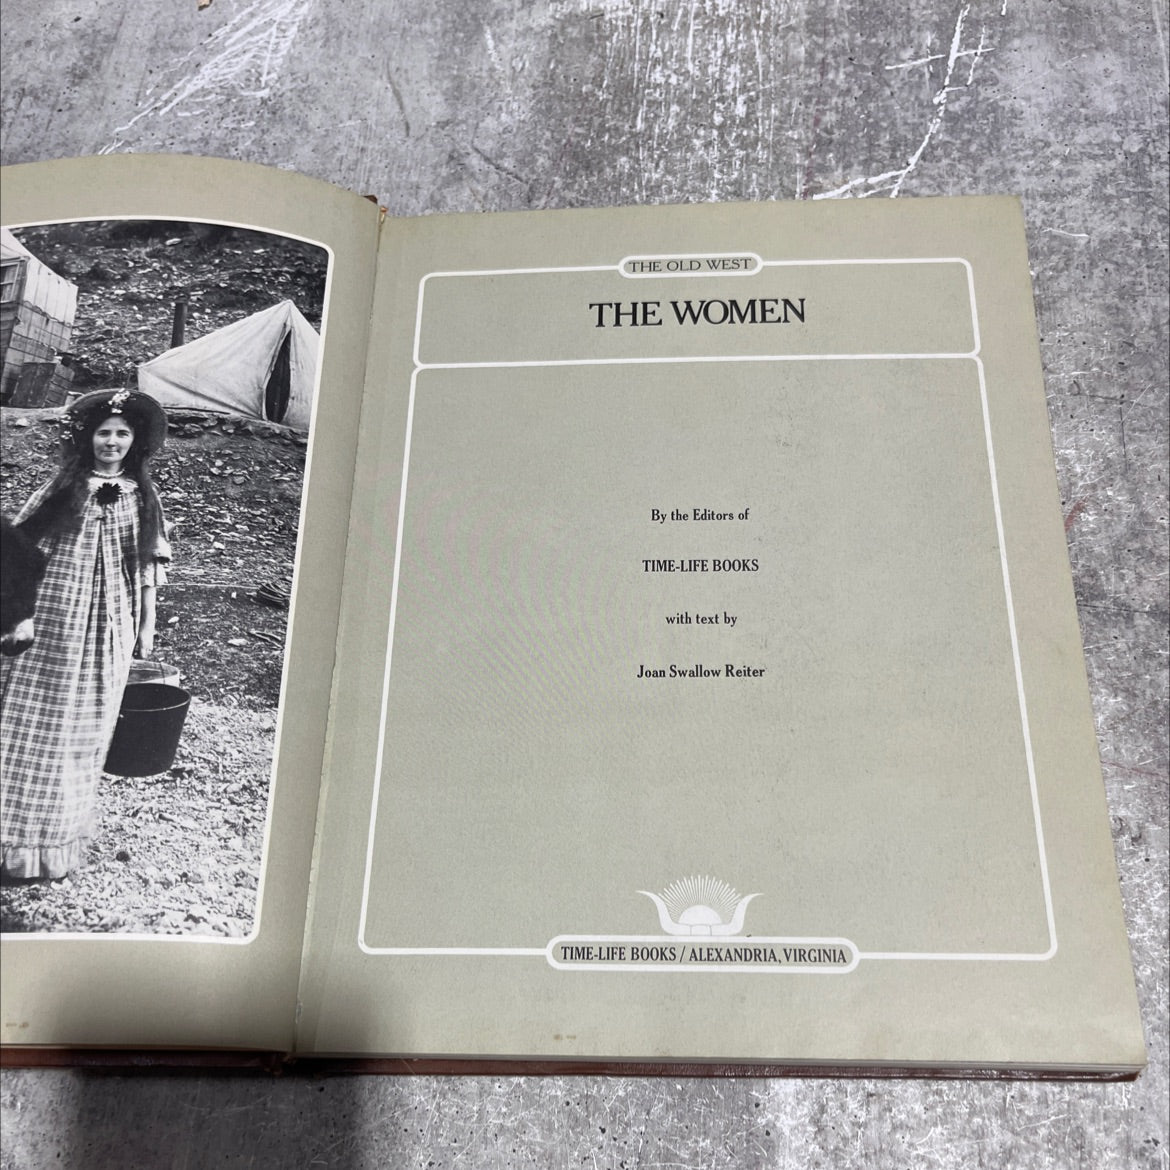 THE OLD WEST
THE WOMEN
By the Editors of
TIME-LIFE BOOKS
with text by
Joan Swallow Reiter
TIME-LIFE BOOKS / ALEXANDRIA, VIRGINIA